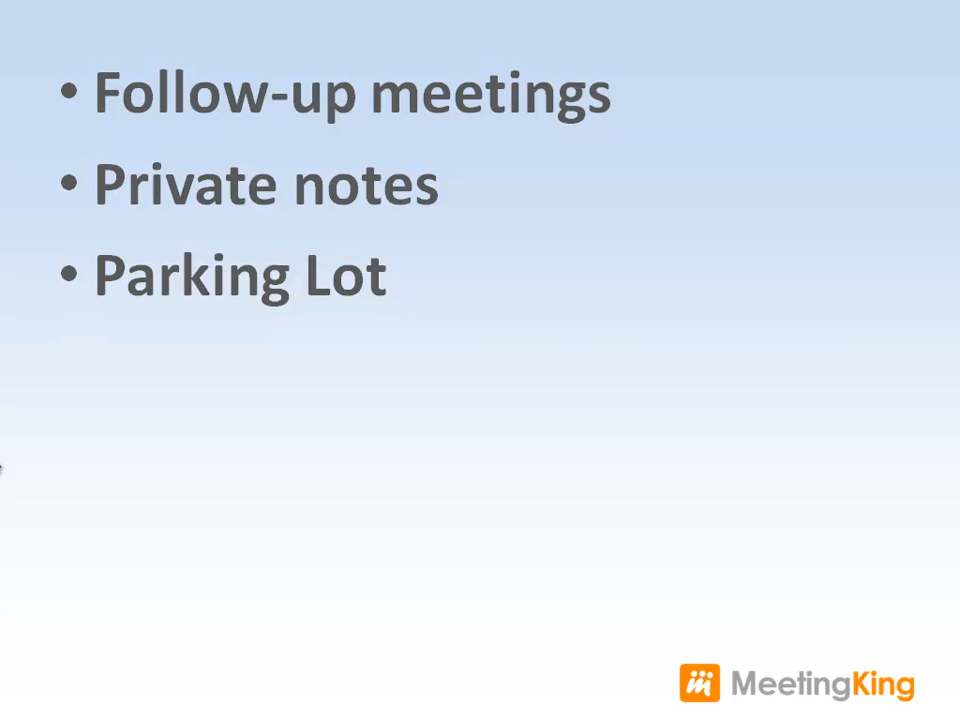 • Follow-up meetings
• Private notes
• Parking Lot
MeetingKing